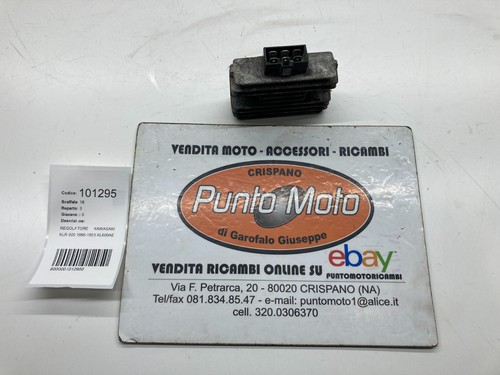 VENDITA MOTO - ACCESSORI - RICAMBI
CRISPANO
Punto Moto
di Garofalo Giuseppe
VENDITA RICAMBI ONLINE SU ebay
PUNTOMOTORICAMBI
Via F. Petrarca, 20 - 80020 CRISPANO (NA)
Tel/fax 081.834.85.47 - e-mail: puntomoto1@alice.it
cell. 320.0306370
Codice: 101295
Scaffale: 16
Reparto: 3
REGOLATORE KAWASAKI